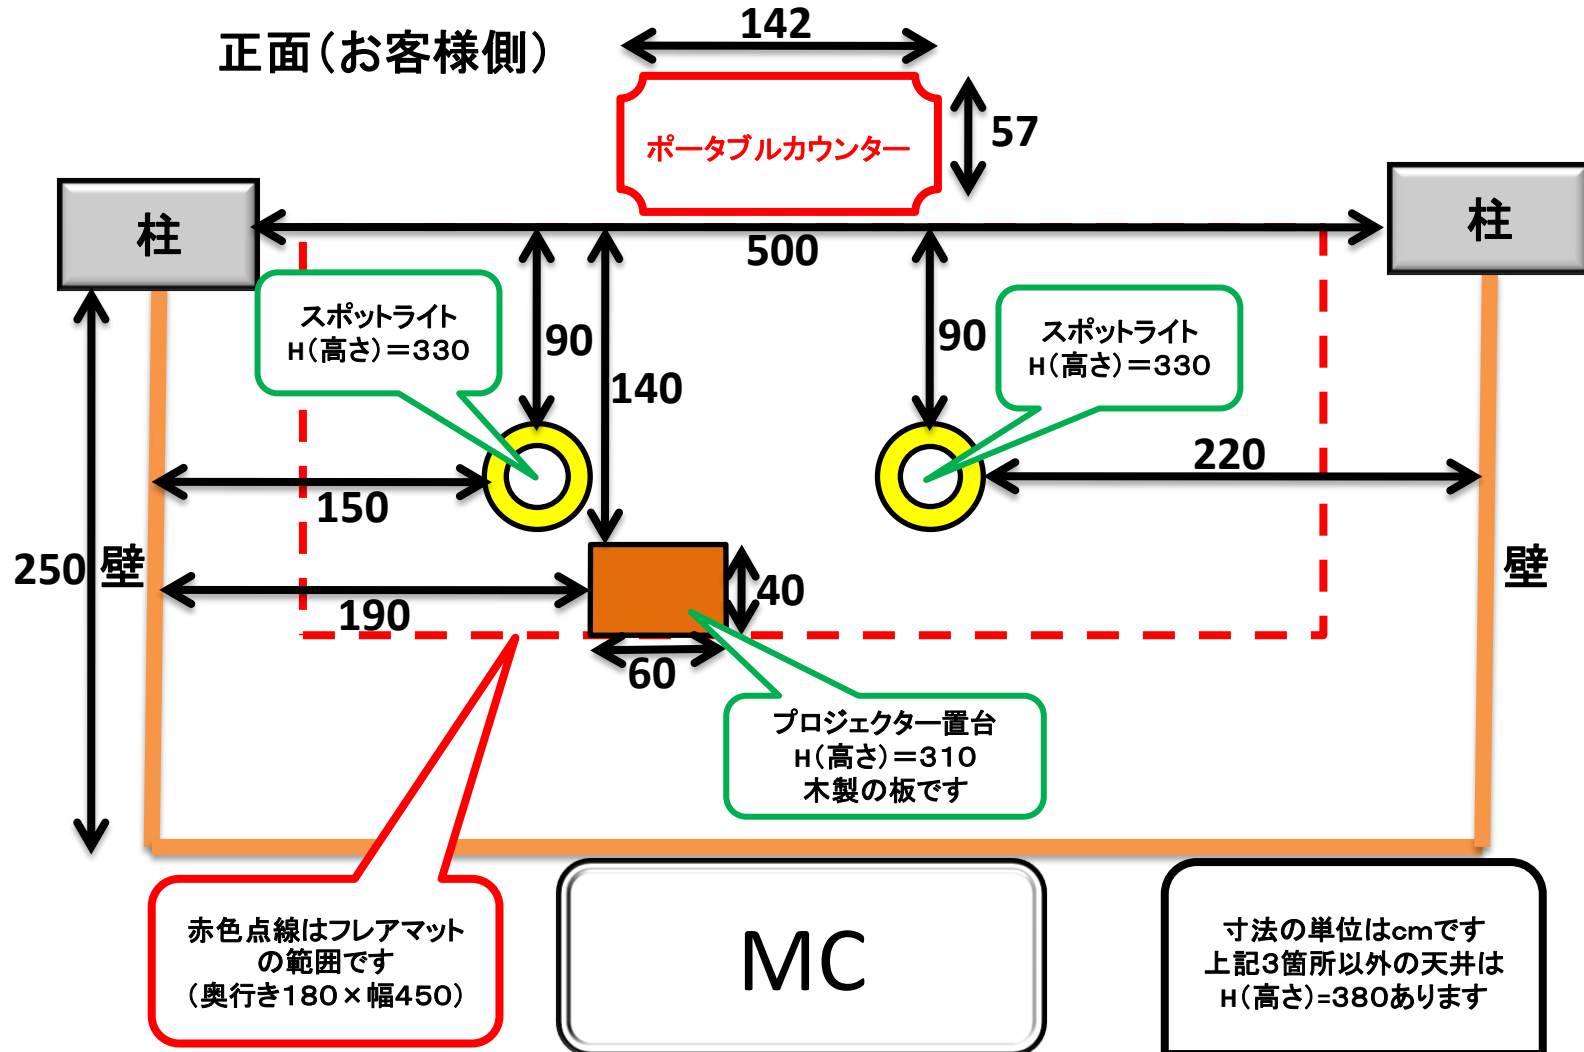 142
正面(お客様側)
57
ポータブルカウンター
柱
柱
500
スポットライト
H(高さ)=330
90
90
スポットライト
H(高さ)=330
140
220
150
250
壁
壁
40
190
60
プロジェクター置台
H(高さ)=310
木製の板です
赤色点線はフレアマット
の範囲です
(奥行き180×幅450)
MC
寸法の単位はcmです
上記3箇所以外の天井は
H(高さ)=380あります